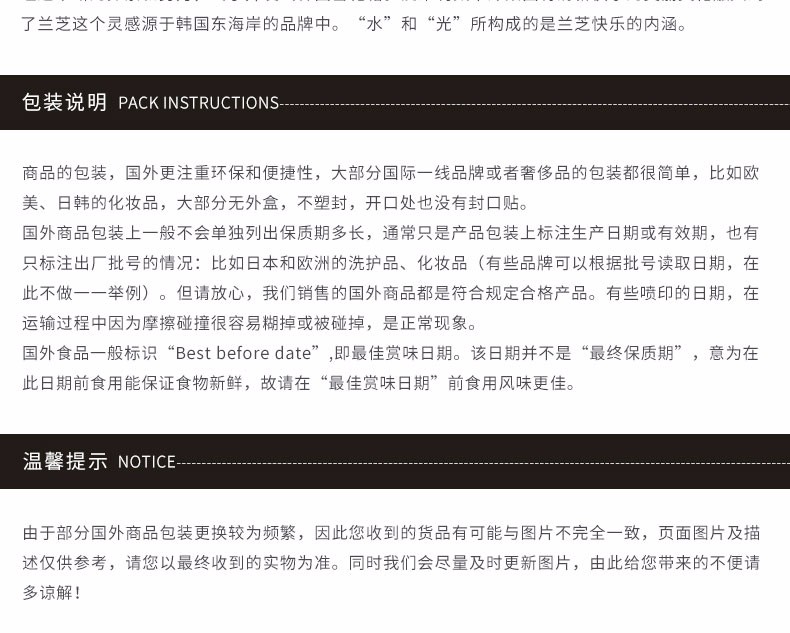 了兰芝这个灵感源于韩国东海岸的品牌中。“水”和“光”所构成的是兰芝快乐的内涵。
包装说明 PACK INSTRUCTIONS
商品的包装，国外更注重环保和便捷性，大部分国际一线品牌或者奢侈品的包装都很简单，比如欧
美、日韩的化妆品，大部分无外盒，不塑封，开口处也没有封口贴。
国外商品包装上一般不会单独列出保质期多长，通常只是产品包装上标注生产日期或有效期，也有
只标注出厂批号的情况：比如日本和欧洲的洗护品、化妆品（有些品牌可以根据批号读取日期，在
此不做一一举例）。但请放心，我们销售的国外商品都是符合规定合格产品。有些喷印的日期，在
运输过程中因为摩擦碰撞很容易糊掉或被碰掉，是正常现象。
国外食品一般标识“Best before date”,即最佳赏味日期。该日期并不是“最终保质期”，意为在
此日期前食用能保证食物新鲜，故请在“最佳赏味日期”前食用风味更佳。
温馨提示 NOTICE
由于部分国外商品包装更换较为频繁，因此您收到的货品有可能与图片不完全一致，页面图片及描
述仅供参考，请您以最终收到的实物为准。同时我们会尽量及时更新图片，由此给您带来的不便请
多谅解！